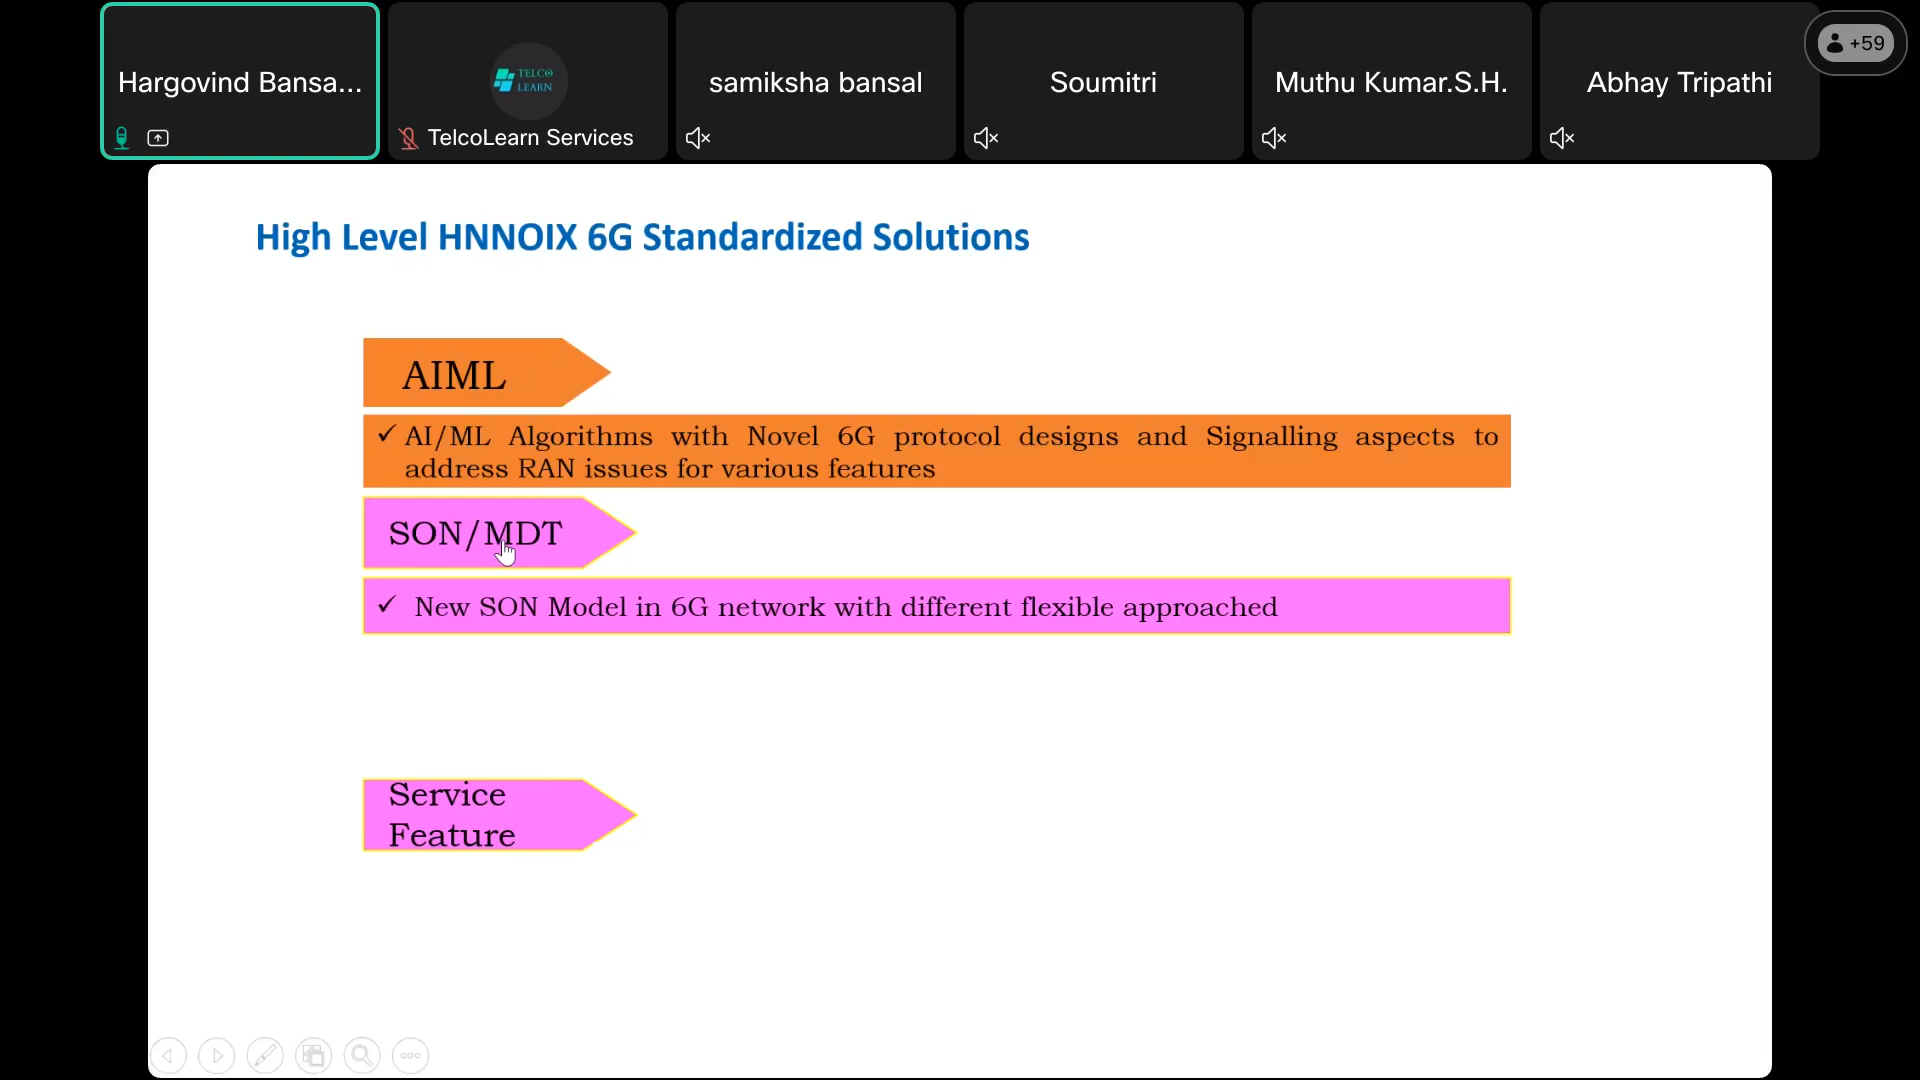 Hargovind Bansa...
TELCO
LEARN
TelcoLearn Services
samiksha bansal
Soumitri
Muthu Kumar.S.H.
Abhay Tripathi
+59
High Level HNNOIX 6G Standardized Solutions
AIML
✓ AI/ML Algorithms with Novel 6G protocol designs and Signalling aspects to
address RAN issues for various features
SON/MDT
✓ New SON Model in 6G network with different flexible approached
Service
Feature